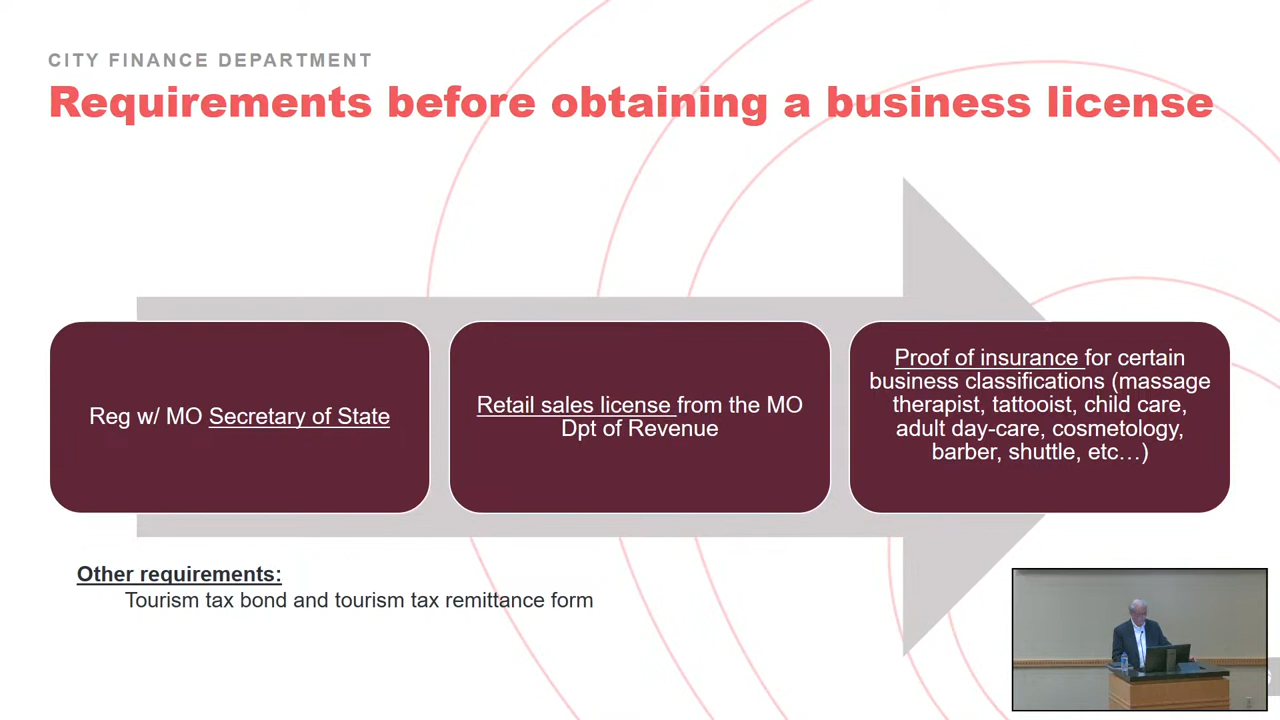 CITY FINANCE DEPARTMENT
Requirements before obtaining a business license
Reg w/ MO Secretary of State
Retail sales license from the MO
Dpt of Revenue
Proof of insurance for certain
business classifications (massage
therapist, tattooist, child care,
adult day-care, cosmetology,
barber, shuttle, etc…)
Other requirements:
Tourism tax bond and tourism tax remittance form